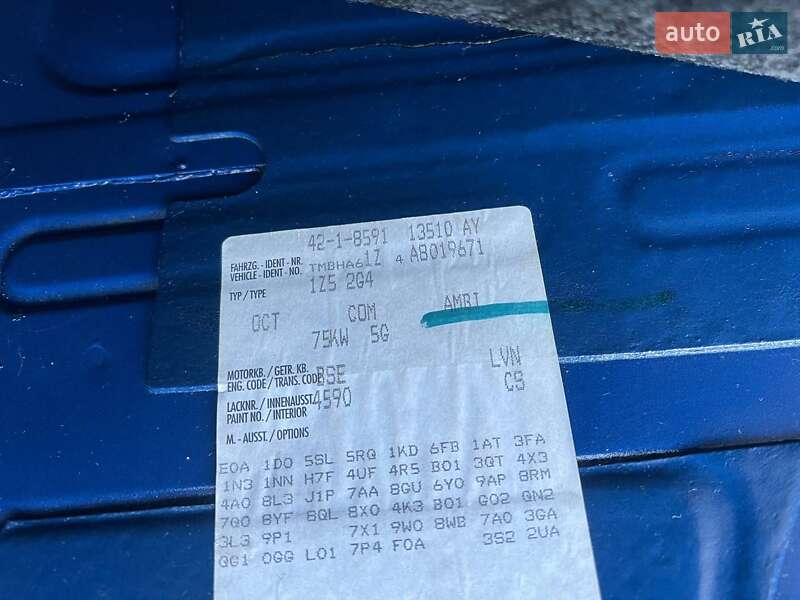 auto RIA .com
42-1-8591 13510 AY
FAHRZG. - IDENT - NR.
VEHICLE - IDENT - NO. TMBHA61Z 4 AB019671
TYP / TYPE 1Z5 2G4
OCT COM AMBI
75KW 5G
MOTORKB. / GETR. KB.
ENG. CODE / TRANS. CODE BSE LVN
LACKNR. / INNENAUSST.
PAINT NO. / INTERIOR 4590 CS
M. - AUSST. / OPTIONS
E0A 1D0 5SL 5RQ 1KD 6FB 1AT 3FA
1N3 1NN H7F 4UF 4R5 B01 3QT 4X3
4A0 8L3 J1P 7AA 8GU 6Y0 9AP 8RM
7Q0 8YF 8QL 8X0 4K3 B01 G02 QN2
3L3 9P1 7X1 9W0 8WB 7A0 3GA
QG1 0GG L01 7P4 F0A 3S2 2UA